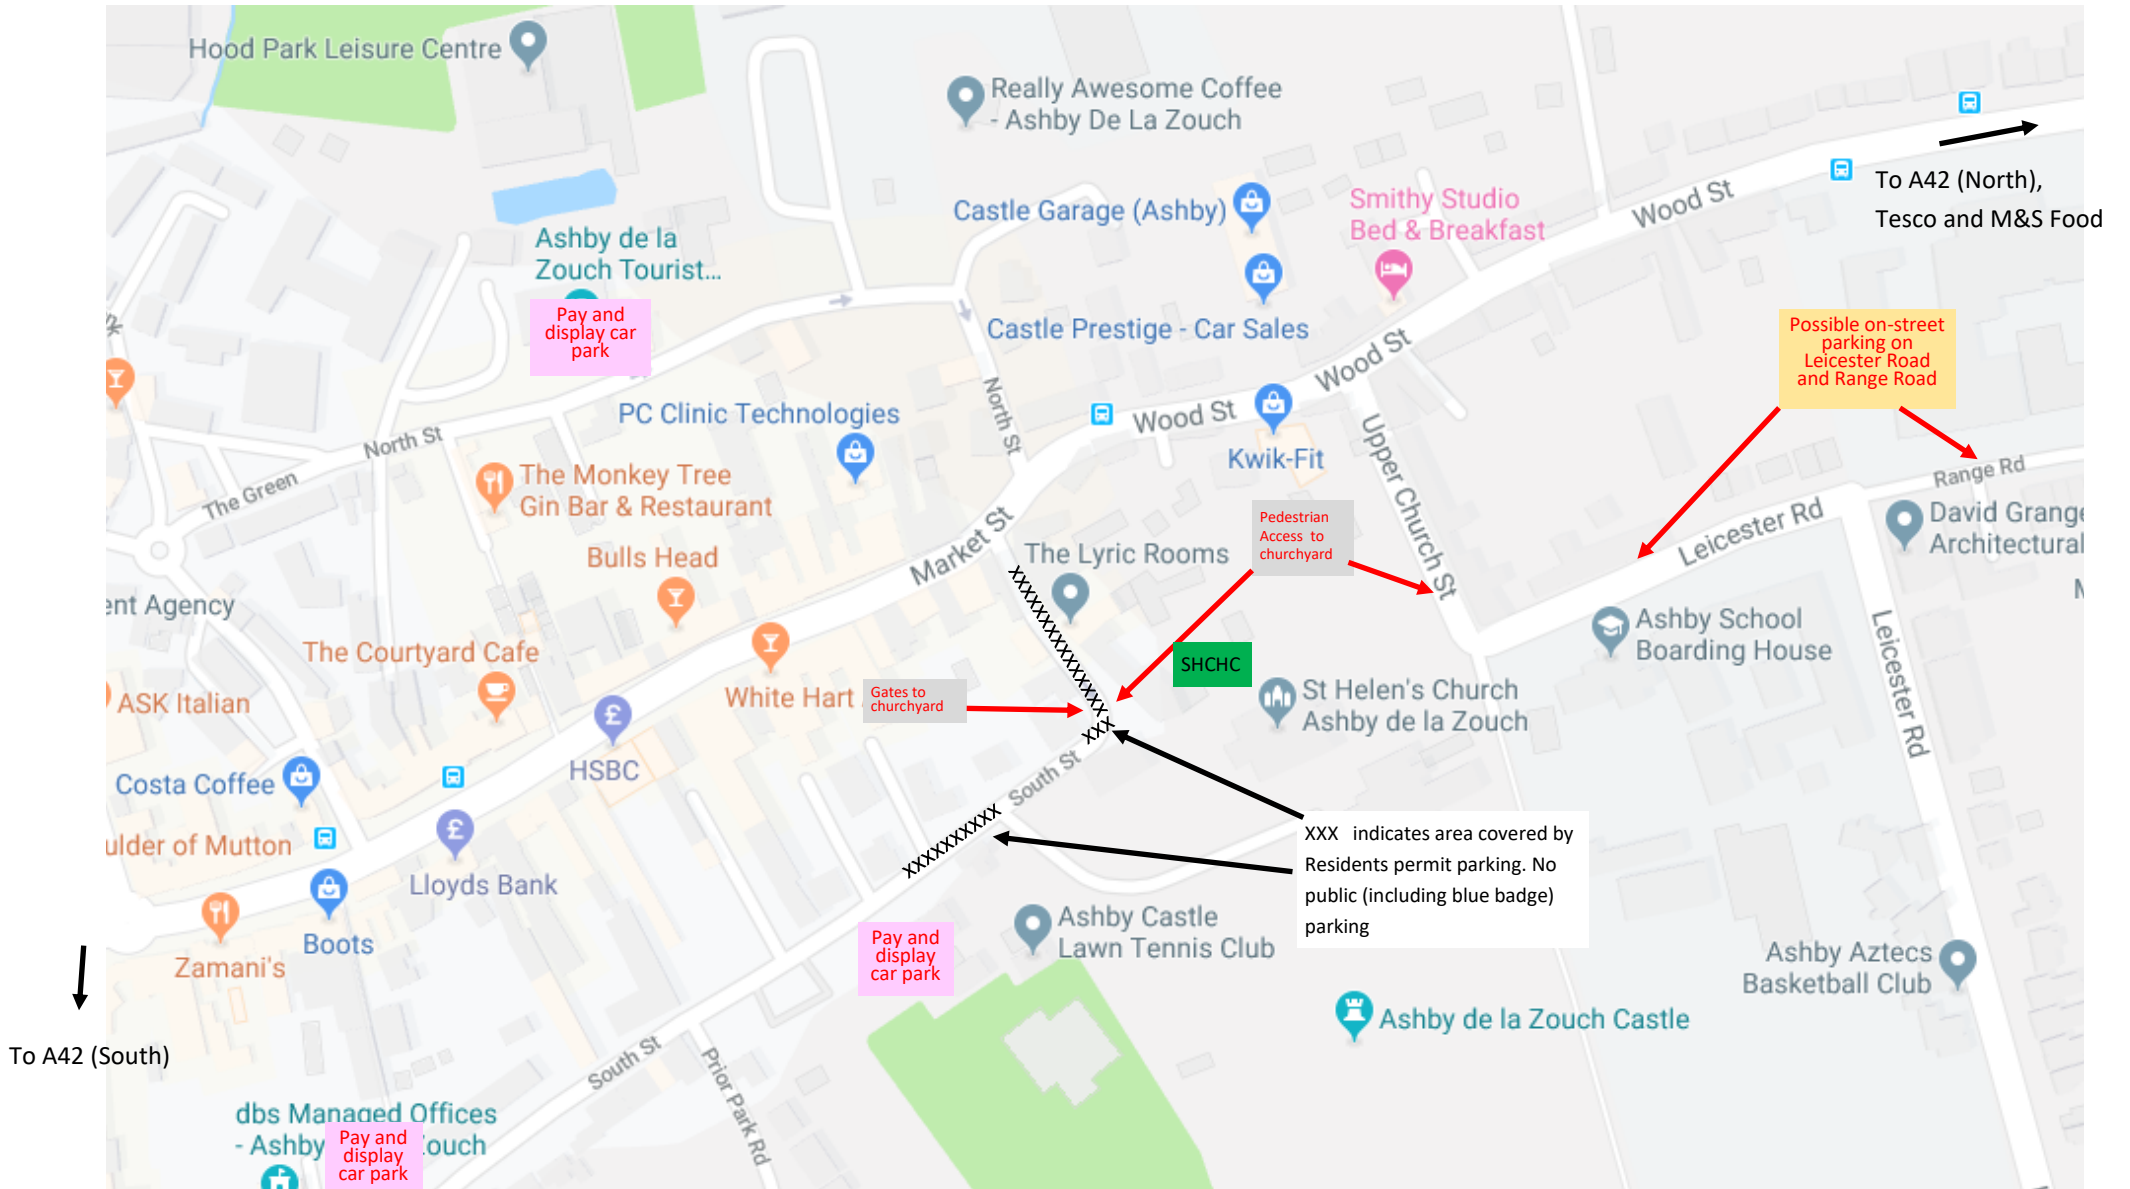 Hood Park Leisure Centre
Really Awesome Coffee
- Ashby De La Zouch
To A42 (North),
Tesco and M&S Food
Castle Garage (Ashby)
Smithy Studio
Bed & Breakfast
Wood St
Ashby de la
Zouch Tourist...
Pay and
display car
park
Castle Prestige - Car Sales
Wood St
Possible on-street
parking on
Leicester Road
and Range Road
North St
PC Clinic Technologies
Wood St
Kwik-Fit
Upper Church St
North St
The Green
The Monkey Tree
Gin Bar & Restaurant
Range Rd
David Grange
Architectural
Leicester Rd
Market St
Pedestrian
Access to
churchyard
The Lyric Rooms
Bulls Head
ent Agency
The Courtyard Cafe
XXXXXXXXXXXXXXXX
SHCHC
Ashby School
Boarding House
Leicester Rd
ASK Italian
White Hart
Gates to
churchyard
St Helen's Church
Ashby de la Zouch
XXX
HSBC
Costa Coffee
South St
XXXXXXXXXX
ulder of Mutton
Lloyds Bank
XXX indicates area covered by
Residents permit parking. No
public (including blue badge)
parking
Boots
Zamani's
Pay and
display
car park
Ashby Castle
Lawn Tennis Club
Ashby Aztecs
Basketball Club
Ashby de la Zouch Castle
To A42 (South)
South St
Prior Park Rd
dbs Managed Offices
- Ashby
ouch
Pay and
display
car park